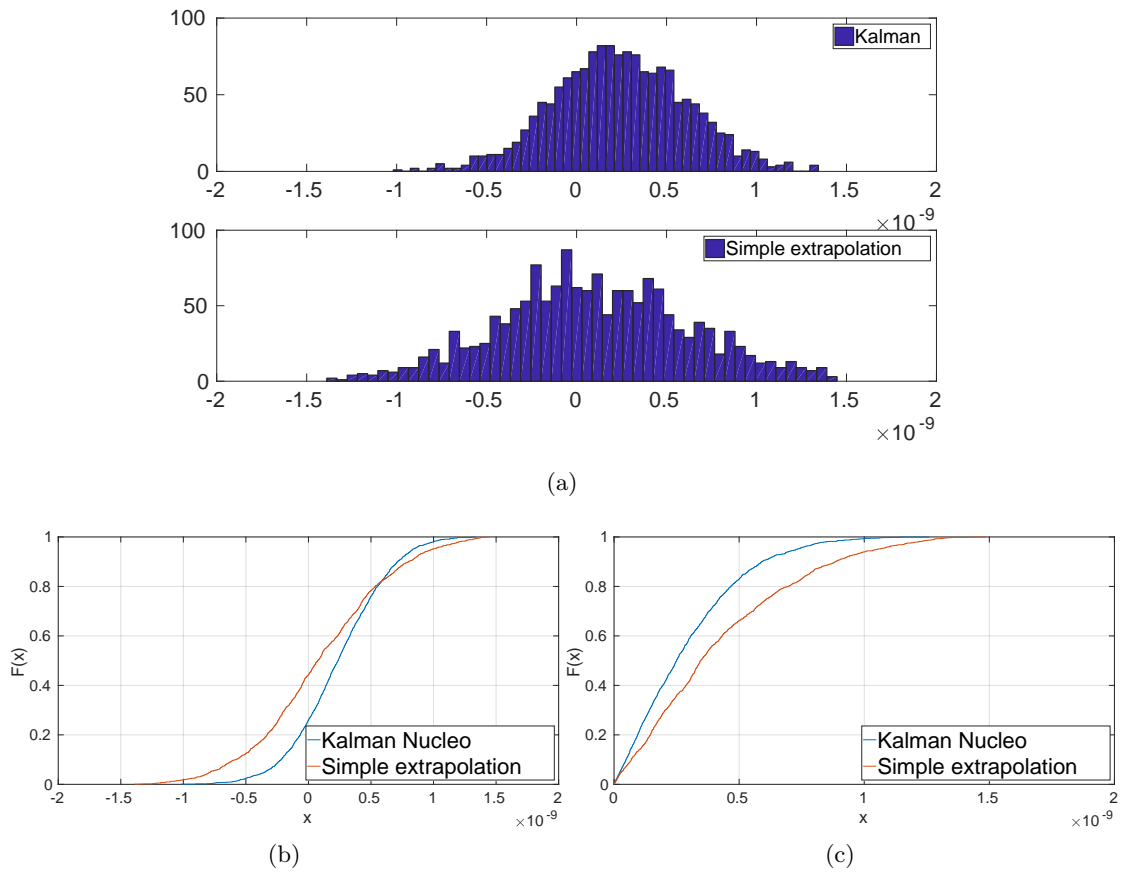 100
Kalman
50
0
-2 -1.5 -1 -0.5 0 0.5 1 1.5 2
×10 -9
100
Simple extrapolation
50
0
-2 -1.5 -1 -0.5 0 0.5 1 1.5 2
×10 -9
(a)
1
0.8
0.6
F(x)
0.4
0.2
0
Kalman Nucleo
Simple extrapolation
-2 -1.5 -1 -0.5 0 0.5 1 1.5 2
x
×10 -9
(b)
1
0.8
0.6
F(x)
0.4
0.2
0
Kalman Nucleo
Simple extrapolation
0 0.5 1 1.5 2
x
×10 -9
(c)